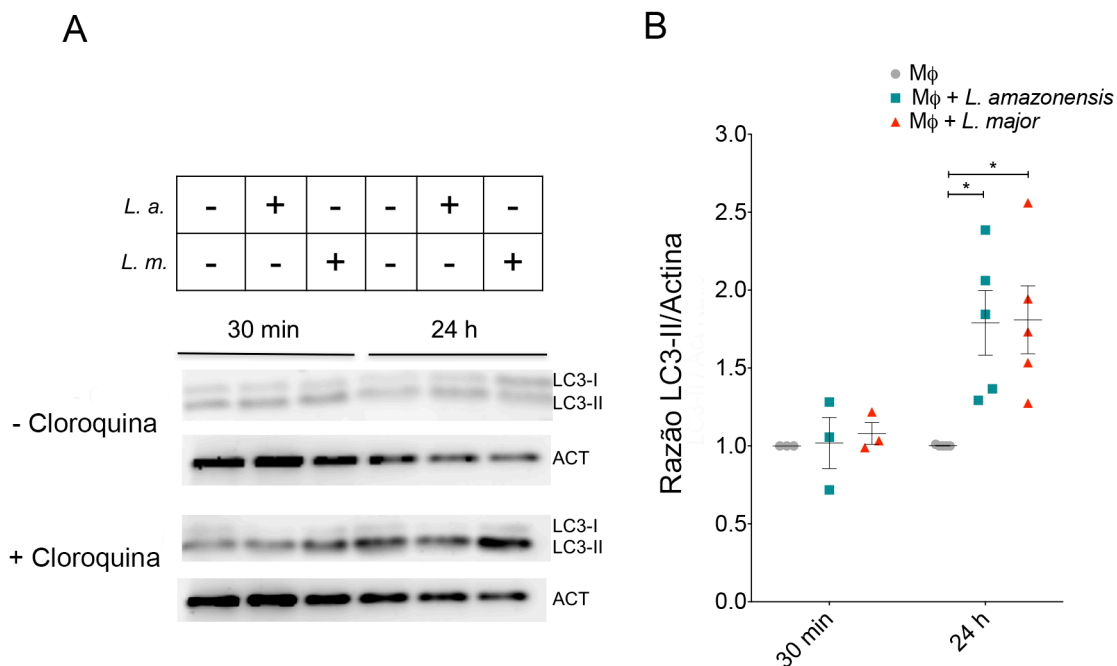 A
L. a. - + - - + -
L. m. - - + - - +
30 min 24 h
LC3-I
LC3-II
- Cloroquina
ACT
LC3-I
LC3-II
+ Cloroquina
ACT
B
Mϕ
Mϕ + L. amazonensis
Mϕ + L. major
Razão LC3-II/Actina
3.0
2.5
2.0
1.5
1.0
0.5
0.0
*
*
30 min
24 h